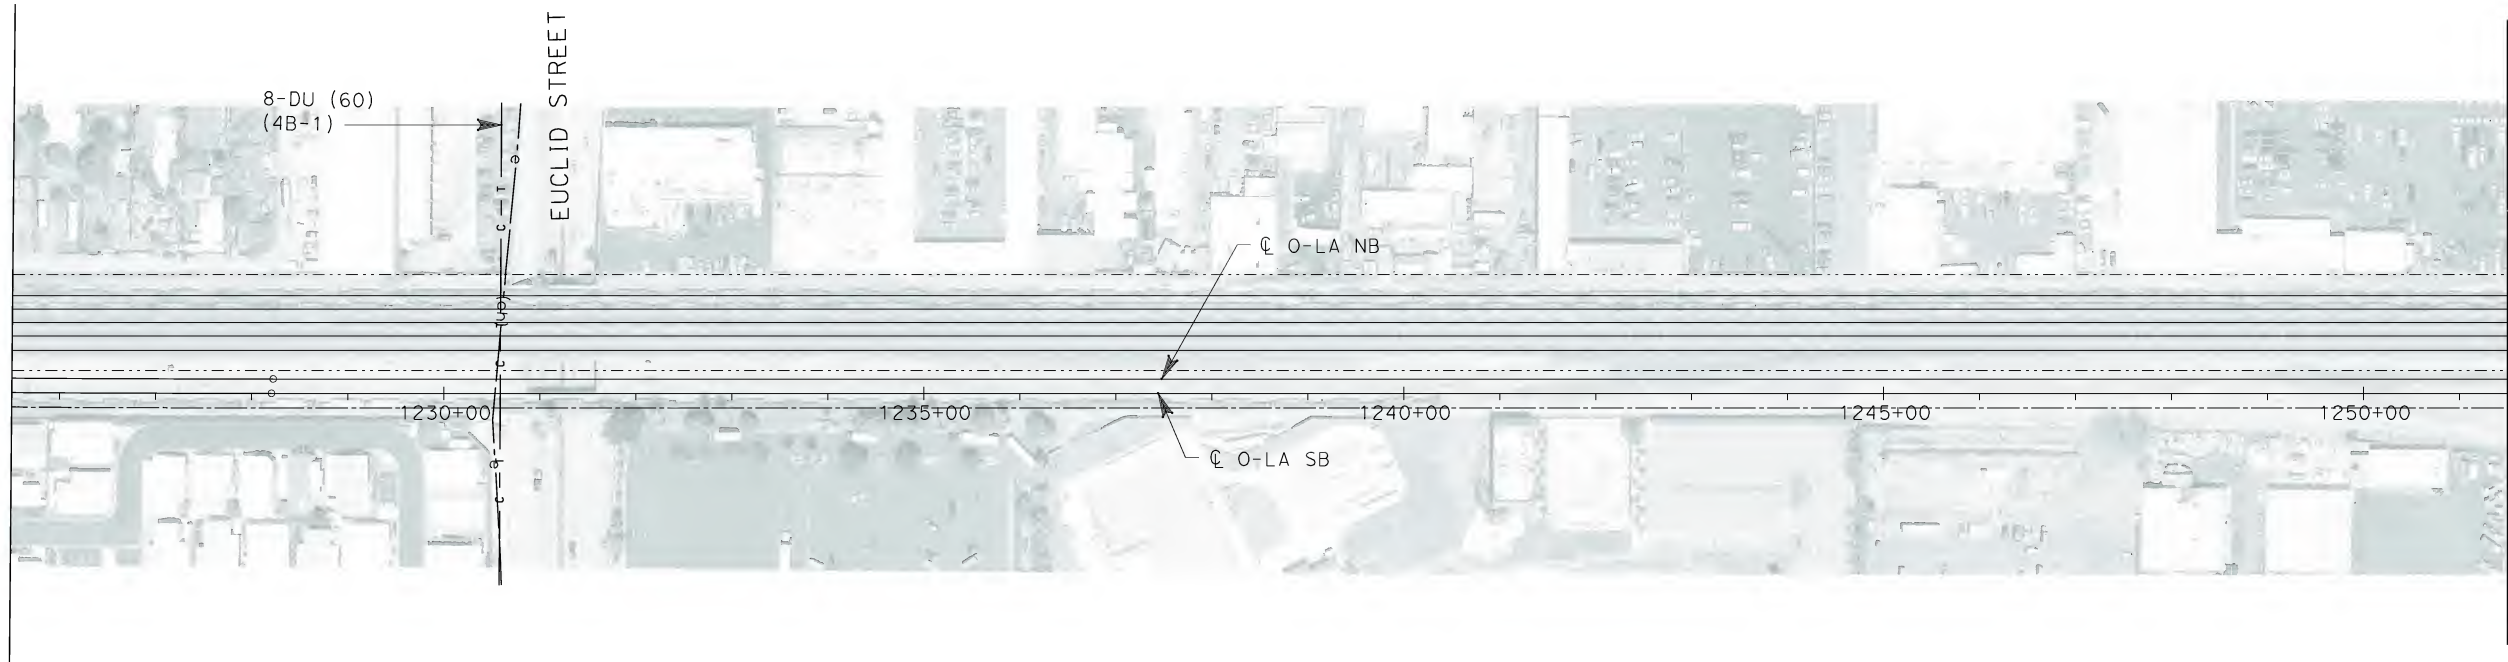 8-DU (60)
(4B-1)
EUCLID STREET
T
C
e
(UP)
C
C
e
T
C
℄ O-LA NB
1230+00
1235+00
1240+00
1245+00
1250+00
℄ O-LA SB